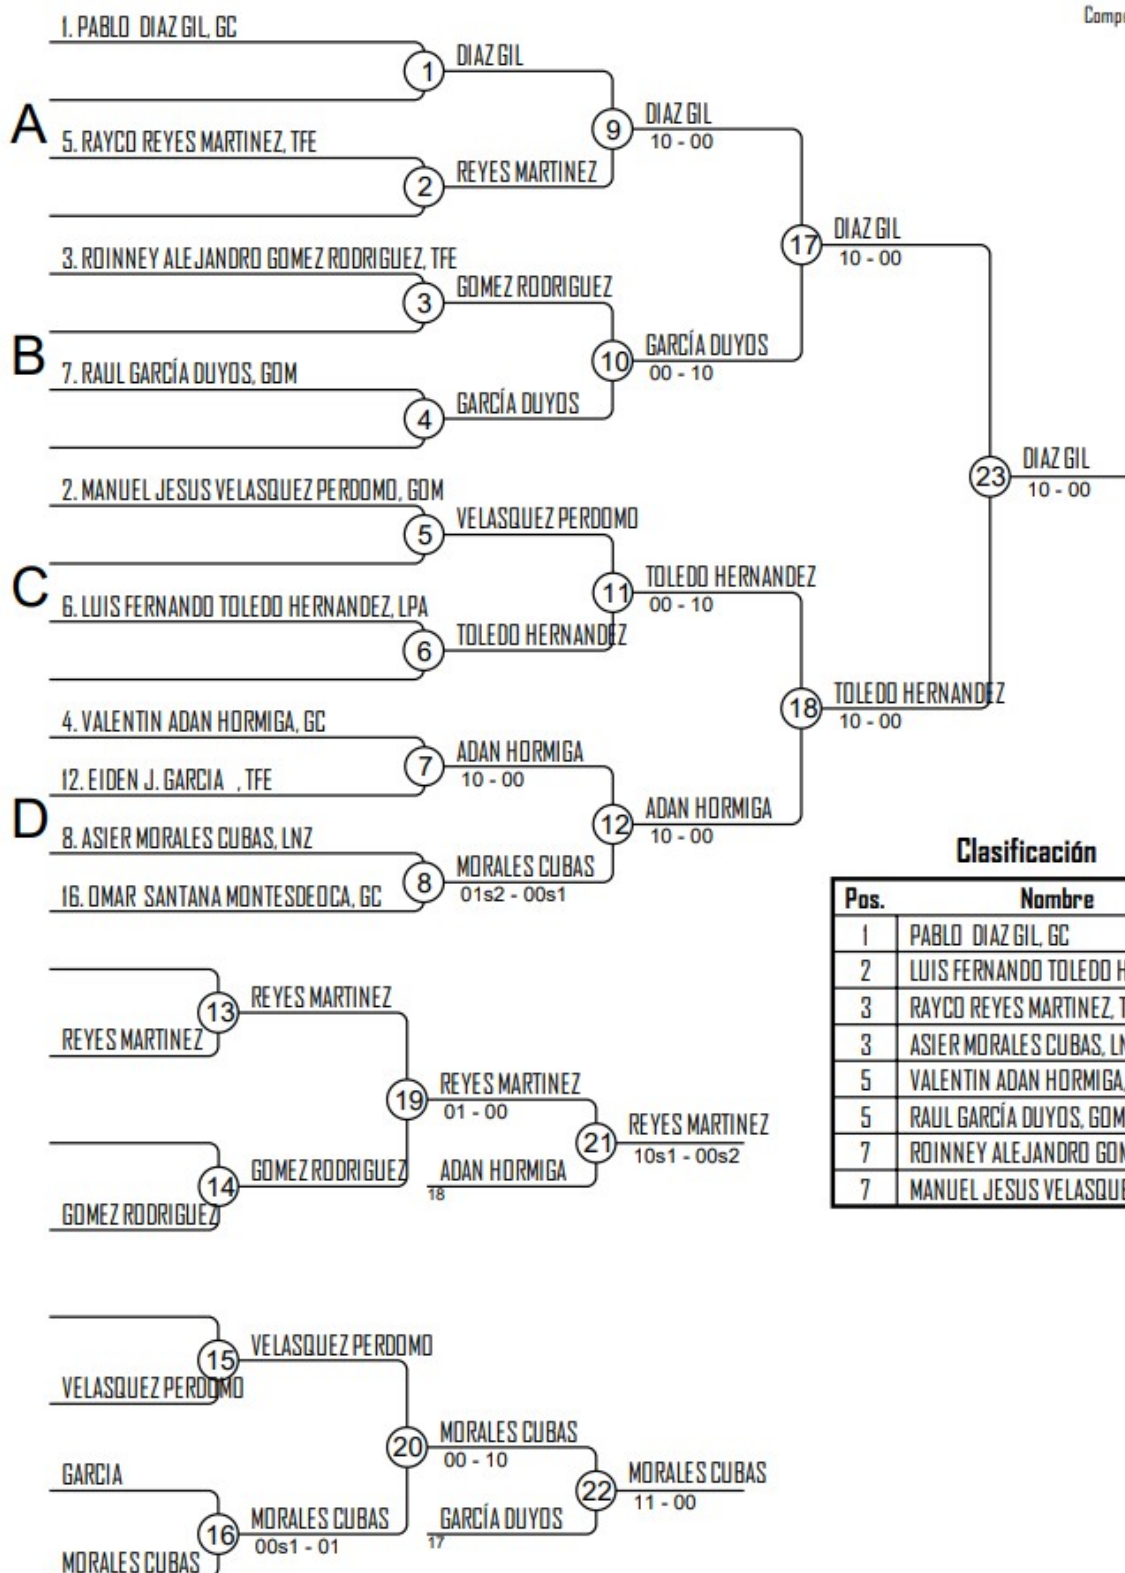 Comp
1. PABLO DIAZ GIL, GC
1
DIAZ GIL
A
5. RAYCO REYES MARTINEZ, TFE
2
REYES MARTINEZ
9
DIAZ GIL
10 - 00
3. ROINNEY ALEJANDRO GOMEZ RODRIGUEZ, TFE
3
GOMEZ RODRIGUEZ
B
7. RAUL GARCÍA DUYOS, GOM
4
GARCÍA DUYOS
10
GARCÍA DUYOS
00 - 10
17
DIAZ GIL
10 - 00
2. MANUEL JESUS VELASQUEZ PERDOMO, GOM
5
VELASQUEZ PERDOMO
C
6. LUIS FERNANDO TOLEDO HERNANDEZ, LPA
6
TOLEDO HERNANDEZ
11
TOLEDO HERNANDEZ
00 - 10
4. VALENTIN ADAN HORMIGA, GC
12. EIDEN J. GARCIA , TFE
7
ADAN HORMIGA
10 - 00
D
8. ASIER MORALES CUBAS, LNZ
16. OMAR SANTANA MONTESDEOCA, GC
8
MORALES CUBAS
01s2 - 00s1
12
ADAN HORMIGA
10 - 00
18
TOLEDO HERNANDEZ
10 - 00
23
DIAZ GIL
10 - 00
Clasificación
Pos. Nombre
1 PABLO DIAZ GIL, GC
2 LUIS FERNANDO TOLEDO H
3 RAYCO REYES MARTINEZ, T
3 ASIER MORALES CUBAS, LN
5 VALENTIN ADAN HORMIGA,
5 RAUL GARCÍA DUYOS, GOM
7 ROINNEY ALEJANDRO GOM
7 MANUEL JESUS VELASQUE
REYES MARTINEZ
13
REYES MARTINEZ
GOMEZ RODRIGUEZ
14
GOMEZ RODRIGUEZ
19
REYES MARTINEZ
01 - 00
ADAN HORMIGA
18
21
REYES MARTINEZ
10s1 - 00s2
VELASQUEZ PERDOMO
15
VELASQUEZ PERDOMO
GARCIA
MORALES CUBAS
16
MORALES CUBAS
00s1 - 01
20
MORALES CUBAS
00 - 10
GARCÍA DUYOS
17
22
MORALES CUBAS
11 - 00